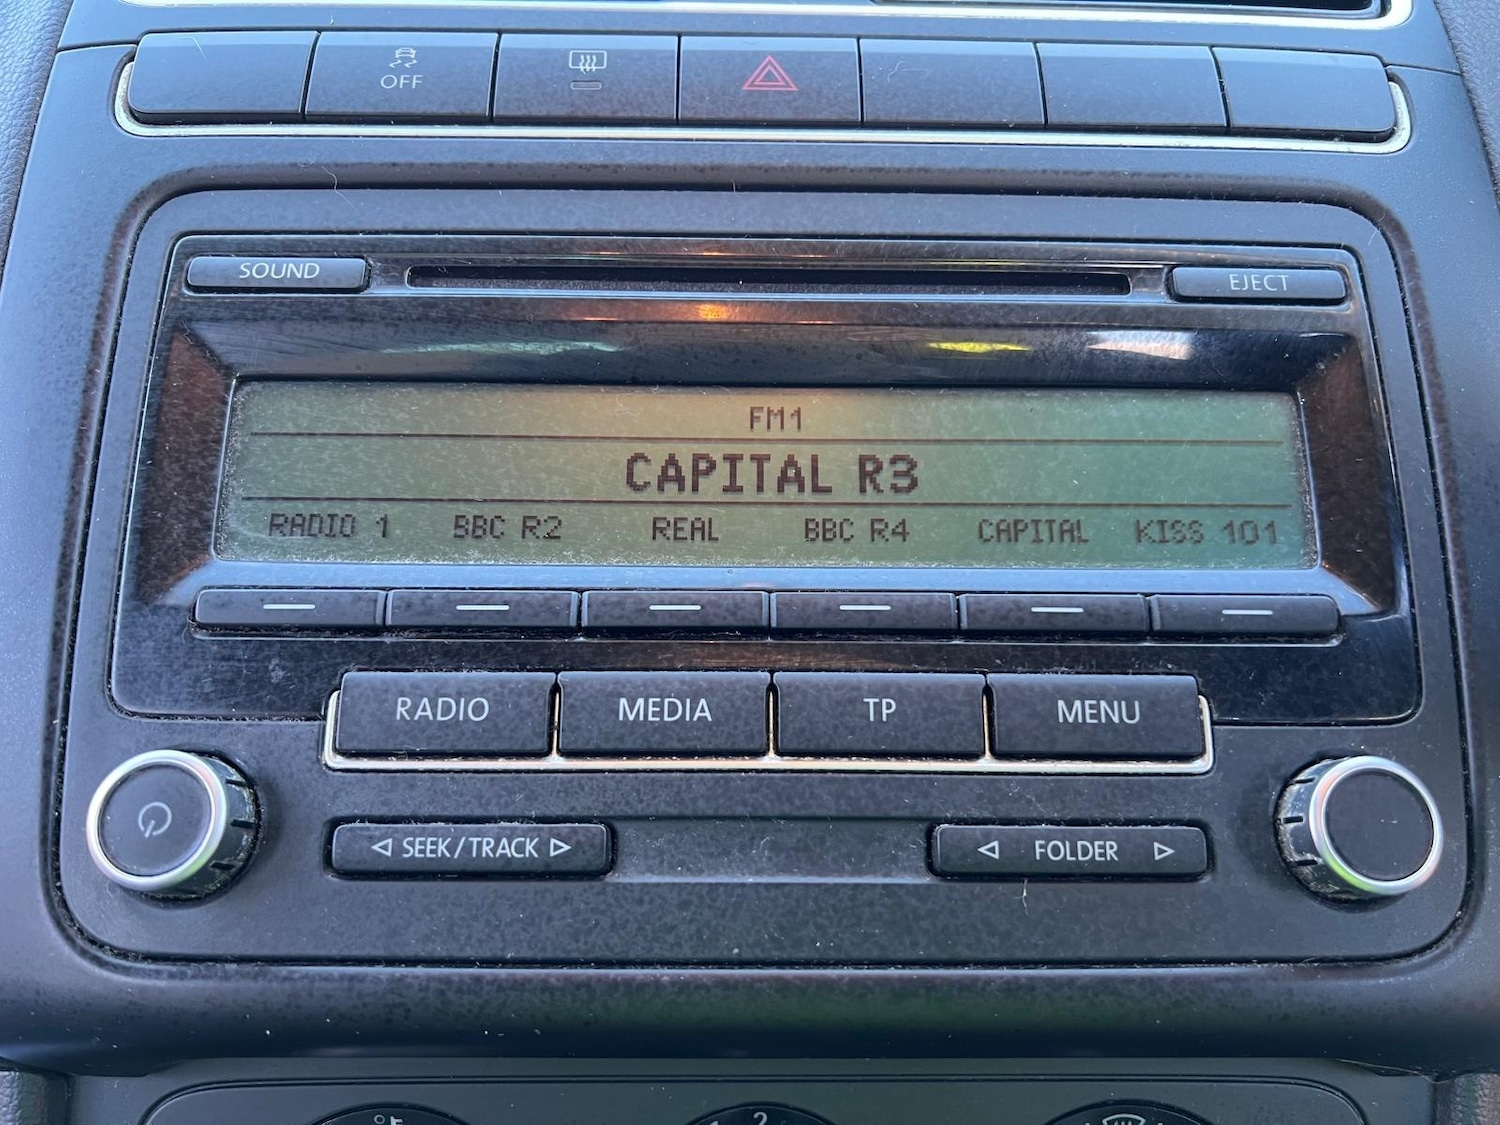 OFF
SOUND
EJECT
FM1
CAPITAL R3
RADIO 1 BBC R2 REAL BBC R4 CAPITAL KISS 101
RADIO MEDIA TP MENU
SEEK/TRACK FOLDER
2